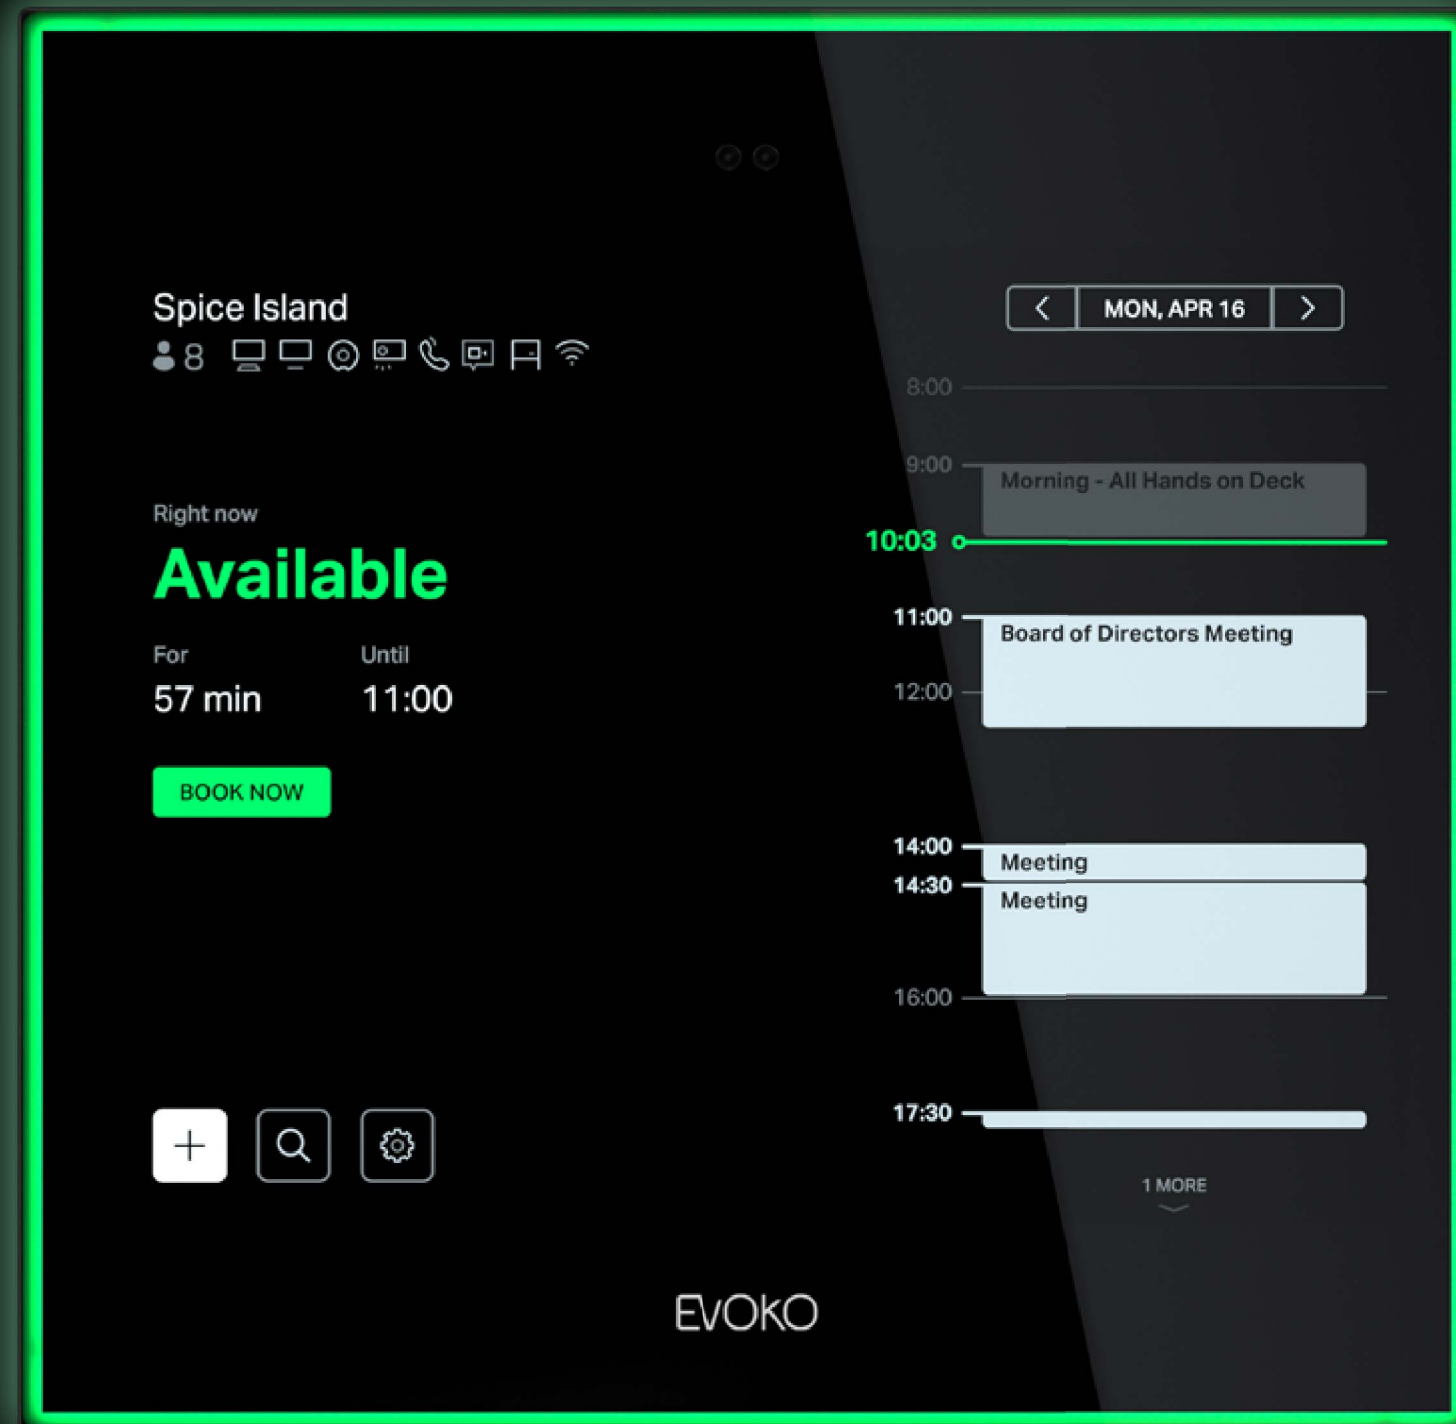 Spice Island
8
Right now
Available
For Until
57 min 11:00
BOOK NOW
MON, APR 16
8:00
9:00
Morning - All Hands on Deck
10:03
11:00
Board of Directors Meeting
12:00
14:00
Meeting
14:30
Meeting
16:00
17:30
1 MORE
EVOKO